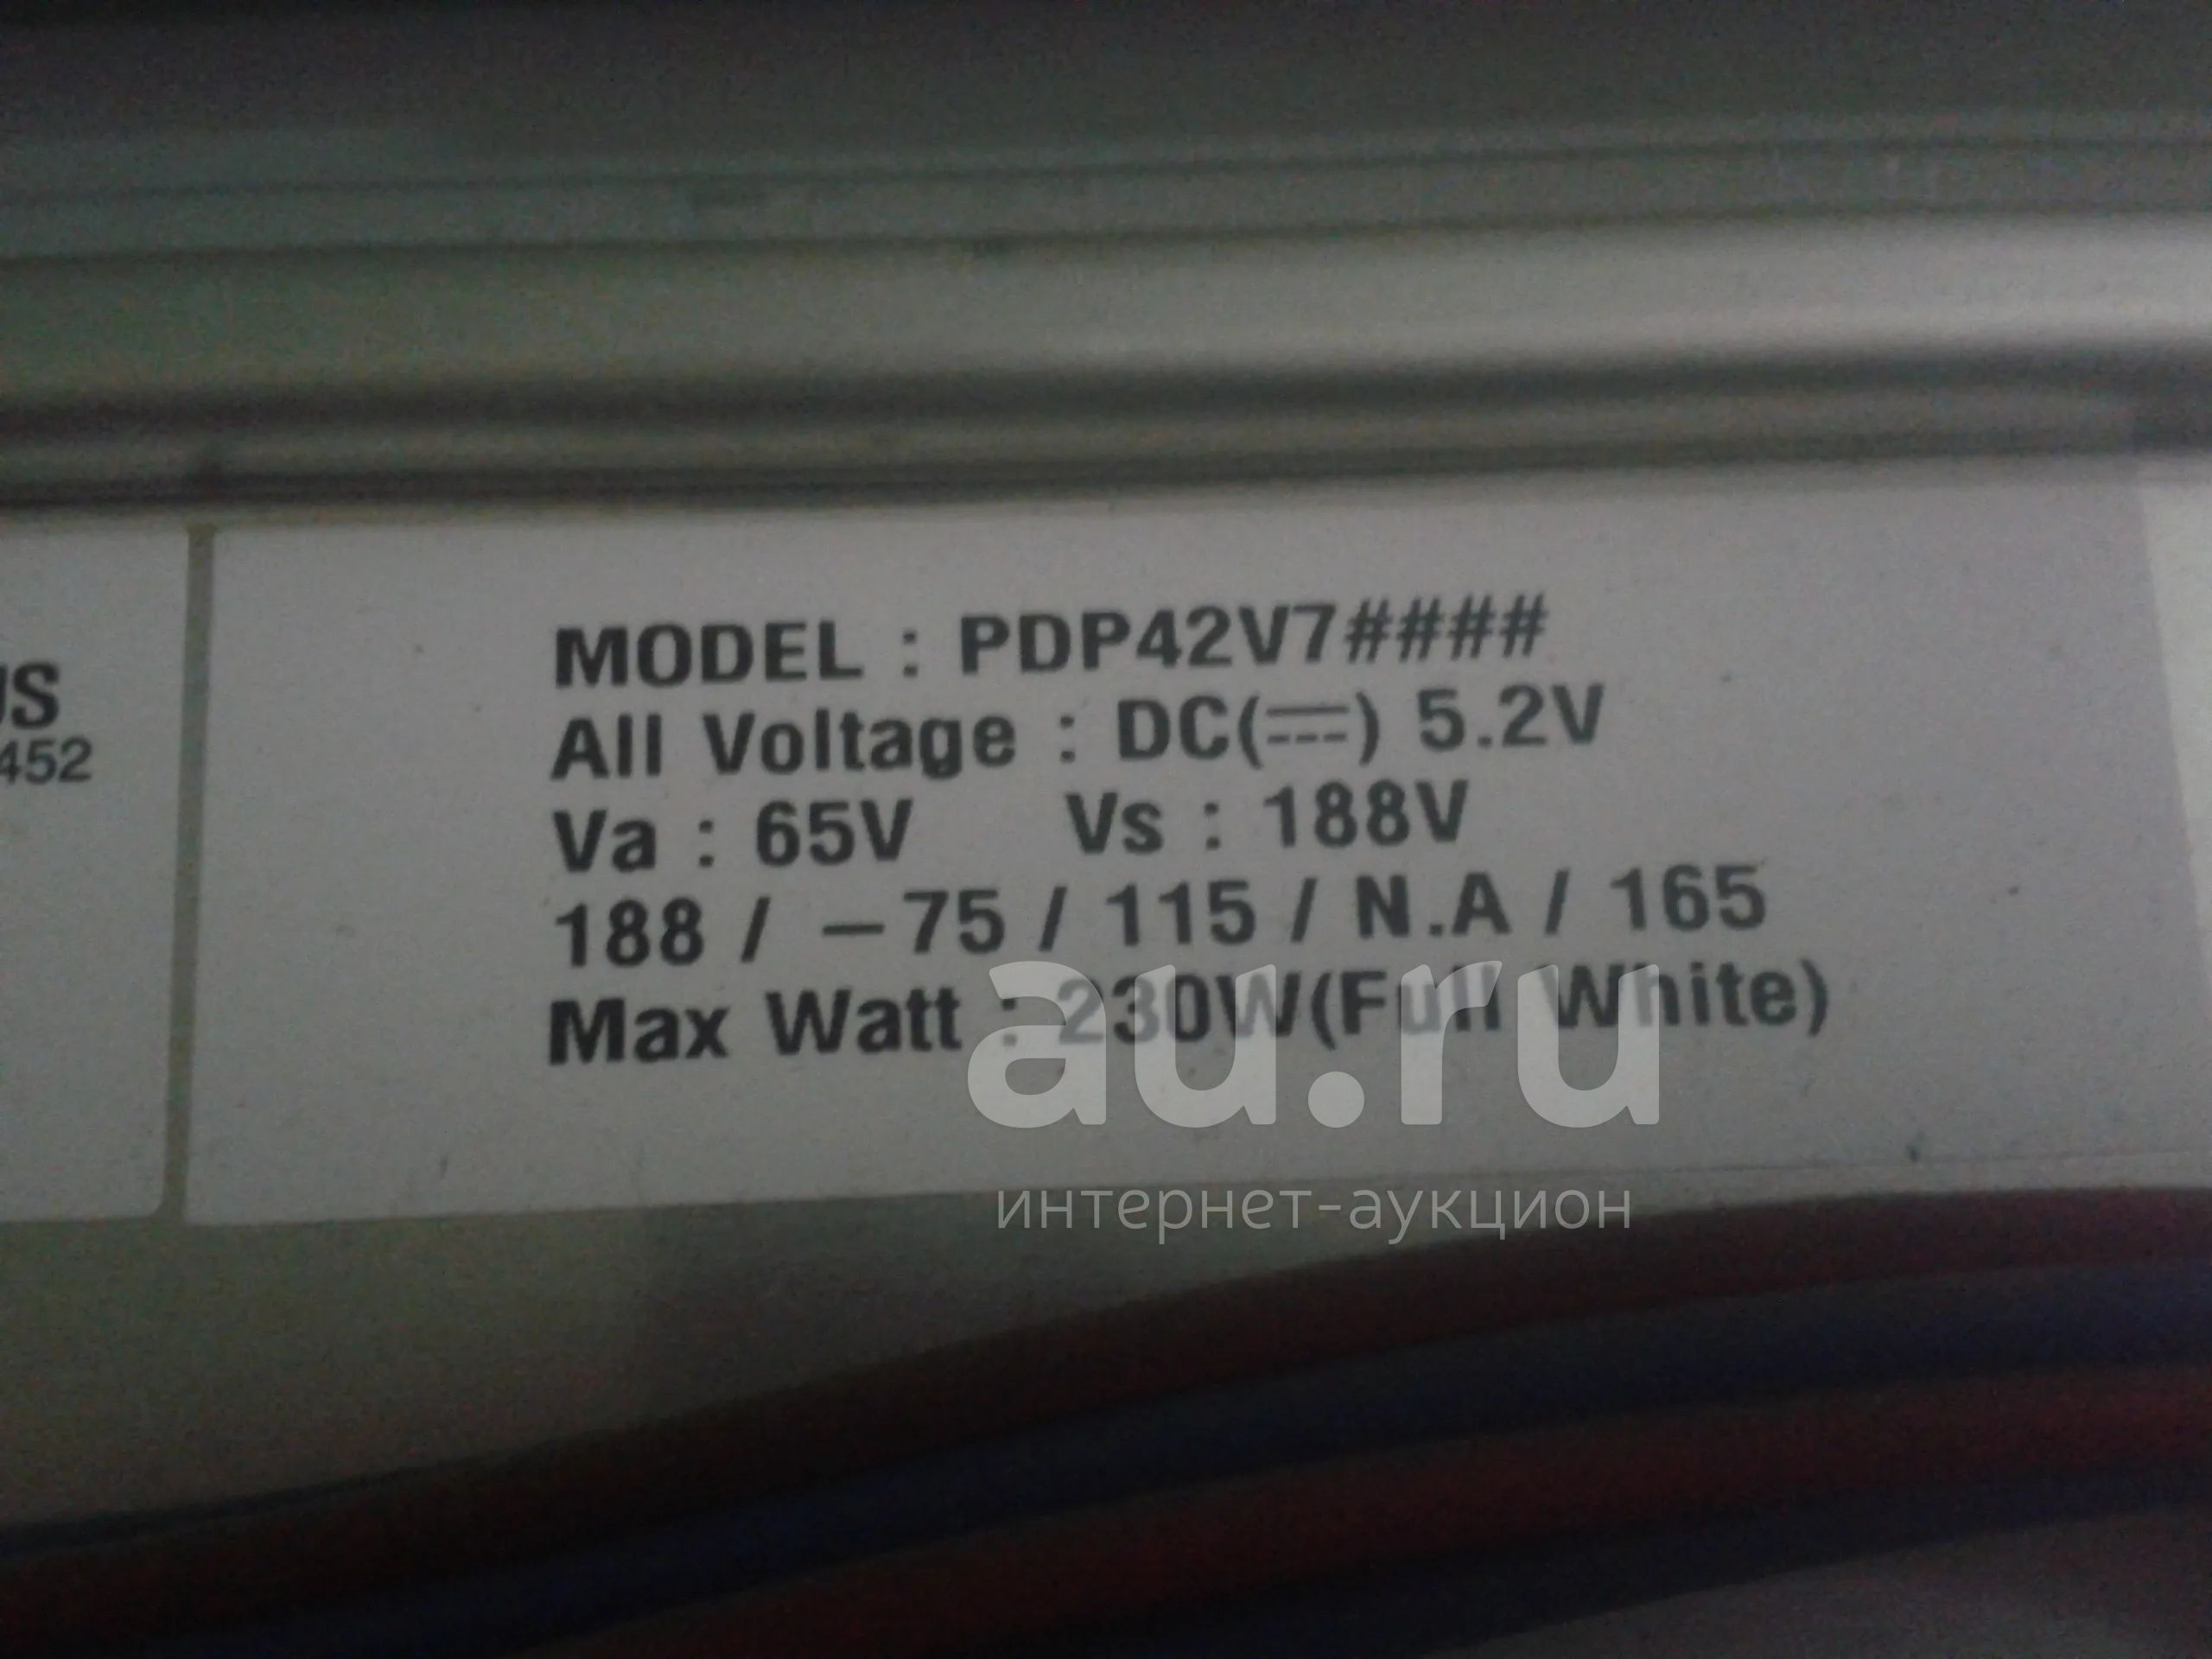 MODEL : PDP42V7####
All Voltage : DC(⎓) 5.2V
Va : 65V Vs : 188V
188 / -75 / 115 / N.A / 165
Max Watt : 230W(Full White)
452
au.ru
интернет-аукцион